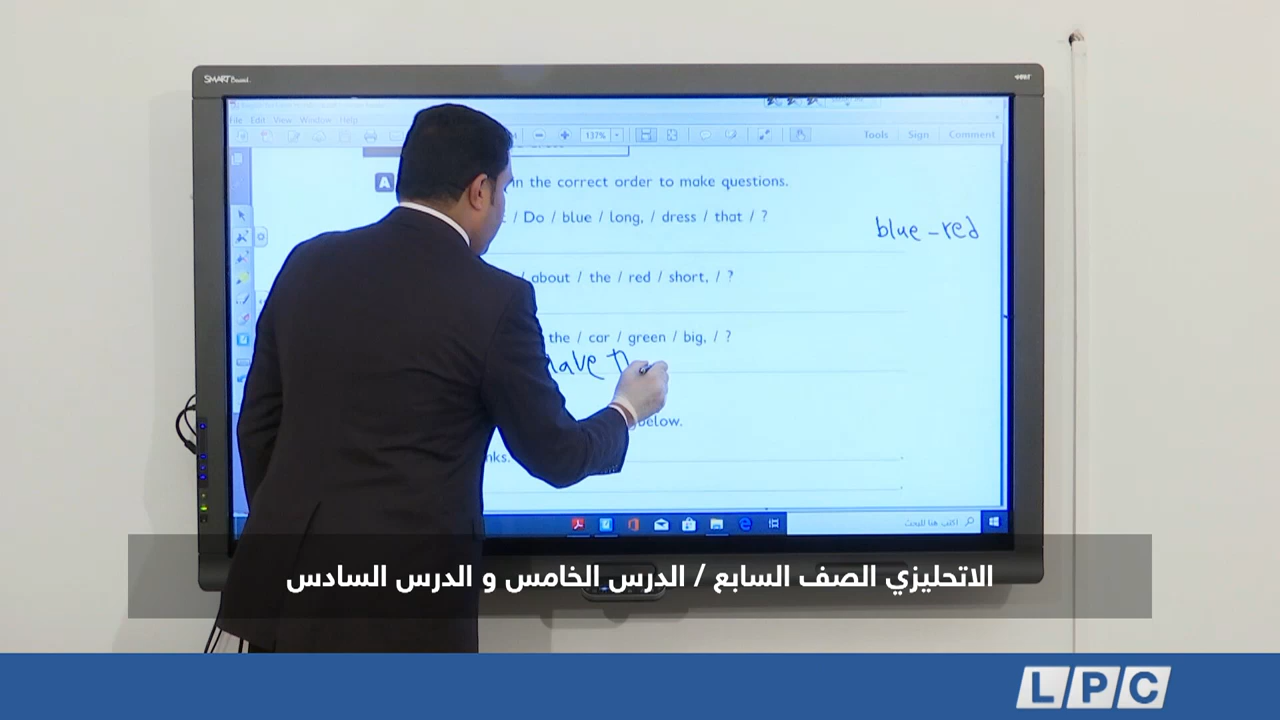 SMART Board
File Edit View Window Help
137%
Tools Sign Comment
A in the correct order to make questions.
/ Do / blue / long, / dress / that / ?
blue - red
/ about / the / red / short, / ?
the / car / green / big, / ?
have
below.
اكتب هنا للبحث
الاتحليزي الصف السابع / الدرس الخامس و الدرس السادس
LPC